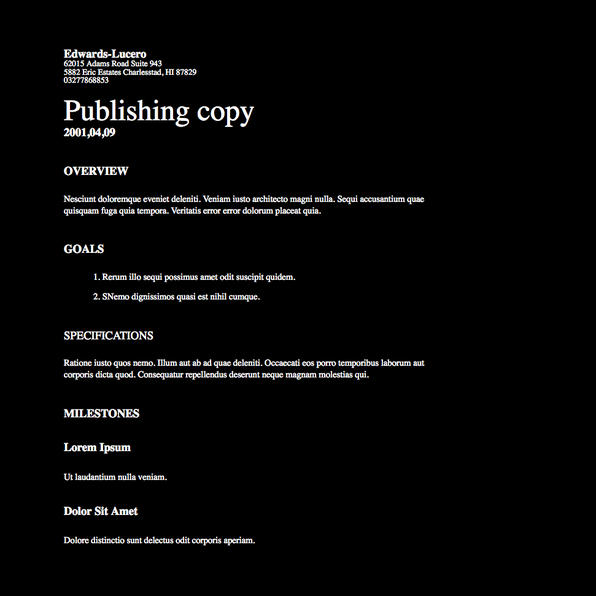 Edwards-Lucero
62015 Adams Road Suite 943
5882 Eric Estates Charlesstad, HI 87829
03277868853
Publishing copy
2001,04,09
OVERVIEW
Nesciunt doloremque eveniet deleniti. Veniam iusto architecto magni nulla. Sequi accusantium quae
quisquam fuga quia tempora. Veritatis error error dolorum placeat quia.
GOALS
1. Rerum illo sequi possimus amet odit suscipit quidem.
2. SNemo dignissimos quasi est nihil cumque.
SPECIFICATIONS
Ratione iusto quos nemo. Illum aut ab ad quae deleniti. Occaecati eos porro temporibus laborum aut
corporis dicta quod. Consequatur repellendus deserunt neque magnam molestias qui.
MILESTONES
Lorem Ipsum
Ut laudantium nulla veniam.
Dolor Sit Amet
Dolore distinctio sunt delectus odit corporis aperiam.